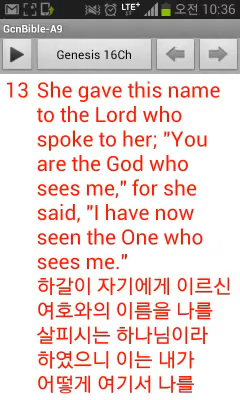 LTE 오전 10:36
GcnBible-A9
Genesis 16Ch
13 She gave this name
to the Lord who
spoke to her; "You
are the God who
sees me," for she
said, "I have now
seen the One who
sees me."
하갈이 자기에게 이르신
여호와의 이름을 나를
살피시는 하나님이라
하였으니 이는 내가
어떻게 여기서 나를